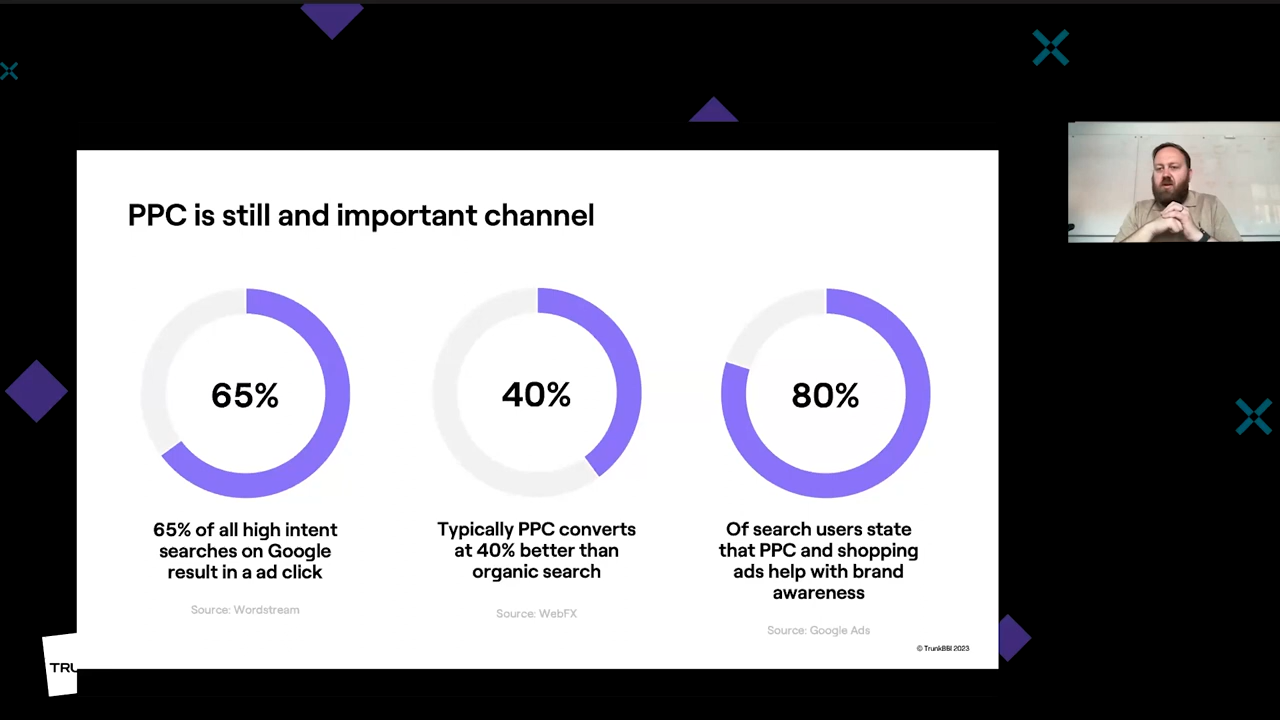 PPC is still and important channel
65%
40%
80%
65% of all high intent
searches on Google
result in a ad click
Source: Wordstream
Typically PPC converts
at 40% better than
organic search
Source: WebFX
Of search users state
that PPC and shopping
ads help with brand
awareness
Source: Google Ads
© TrunkBBI 2023
TRU